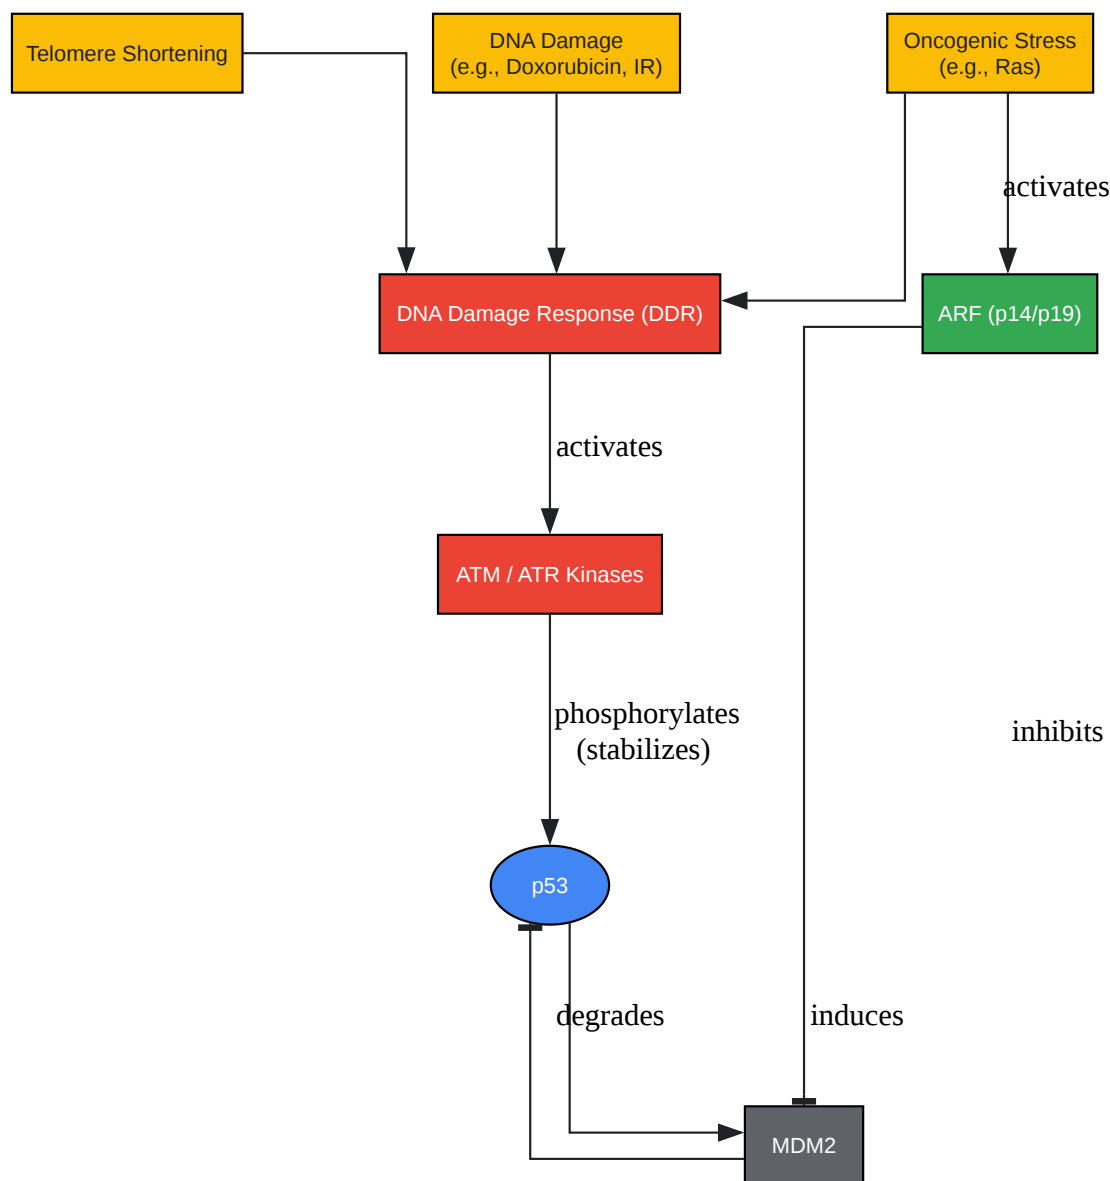 Telomere Shortening
DNA Damage
(e.g., Doxorubicin, IR)
Oncogenic Stress
(e.g., Ras)
activates
DNA Damage Response (DDR)
ARF (p14/p19)
activates
ATM / ATR Kinases
phosphorylates
(stabilizes)
inhibits
p53
degrades
induces
MDM2